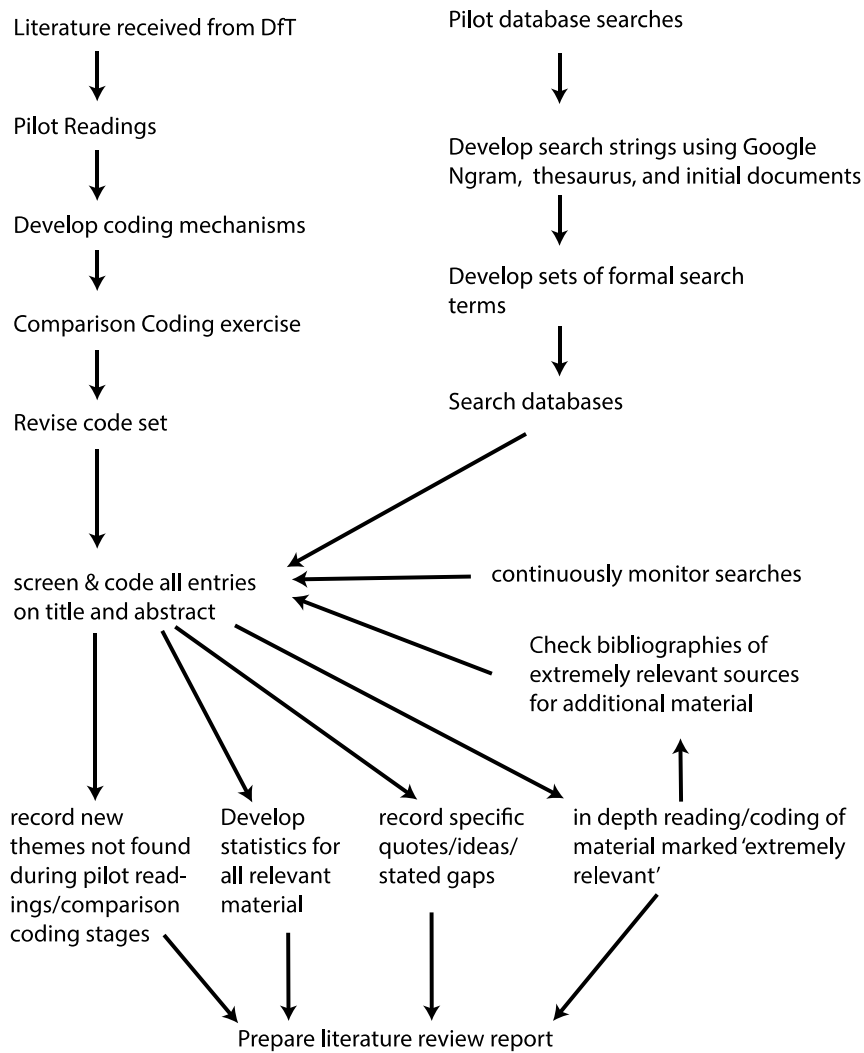 Literature received from DfT
Pilot Readings
Develop coding mechanisms
Comparison Coding exercise
Revise code set
Pilot database searches
Develop search strings using Google
Ngram, thesaurus, and initial documents
Develop sets of formal search
terms
Search databases
screen & code all entries
on title and abstract
continuously monitor searches
Check bibliographies of
extremely relevant sources
for additional material
record new
themes not found
during pilot read-
ings/comparison
coding stages
Develop
statistics for
all relevant
material
record specific
quotes/ideas/
stated gaps
in depth reading/coding of
material marked ‘extremely
relevant’
Prepare literature review report